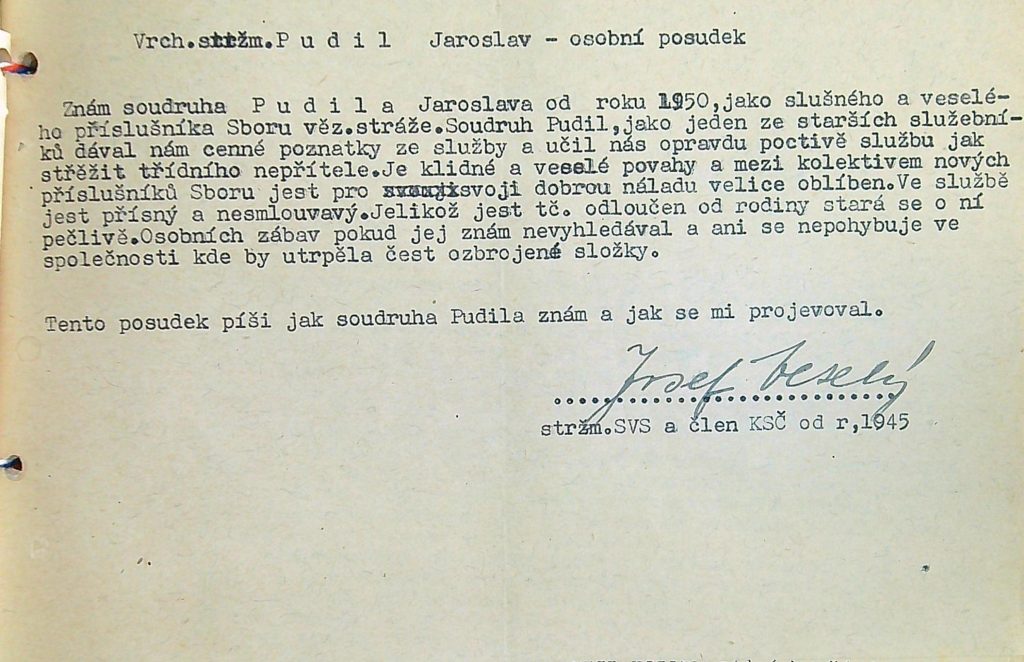 Vrch.stržm.P u d i l Jaroslav - osobní posudek
Znám soudruha P u d i l a Jaroslava od roku 1950,jako slušného a veselé-
ho příslušníka Sboru věz.stráže.Soudruh Pudil,jako jeden ze starších služební-
ků dával nám cenné poznatky ze služby a učil nás opravdu poctivě službu jak
střěžit třídního nepřítele.Je klidné a veselé povahy a mezi kolektivem nových
příslušníků Sboru jest pro svoji dobrou náladu velice oblíben.Ve službě
jest přísný a nesmlouvavý.Jelikož jest tč. odloučen od rodiny stará se o ní
pečlivě.Osobních zábav pokud jej znám nevyhledával a ani se nepohybuje ve
společnosti kde by utrpěla čest ozbrojené složky.
Tento posudek píši jak soudruha Pudila znám a jak se mi projevoval.
Josef Veselý
stržm.SVS a člen KSČ od r,1945